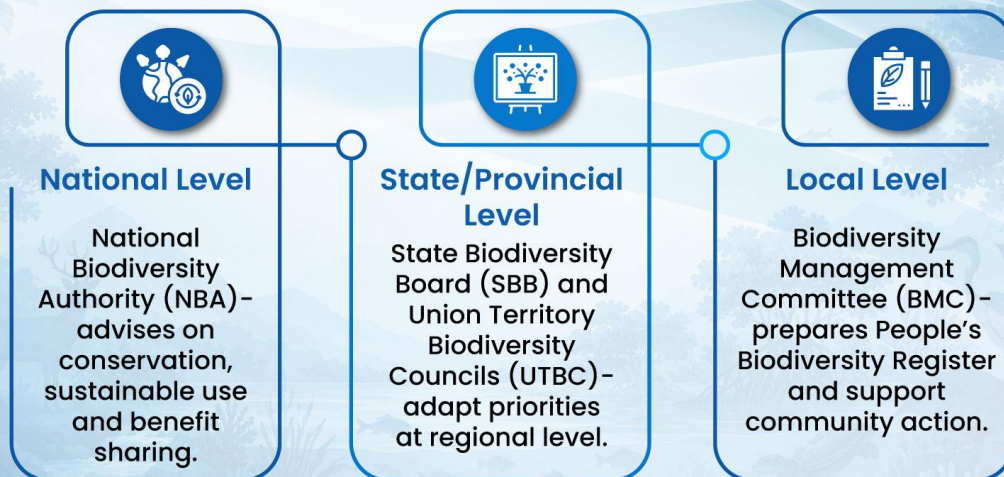 National Level
National
Biodiversity
Authority (NBA)-
advises on
conservation,
sustainable use
and benefit
sharing.
State/Provincial
Level
State Biodiversity
Board (SBB) and
Union Territory
Biodiversity
Councils (UTBC)-
adapt priorities
at regional level.
Local Level
Biodiversity
Management
Committee (BMC)-
prepares People’s
Biodiversity Register
and support
community action.